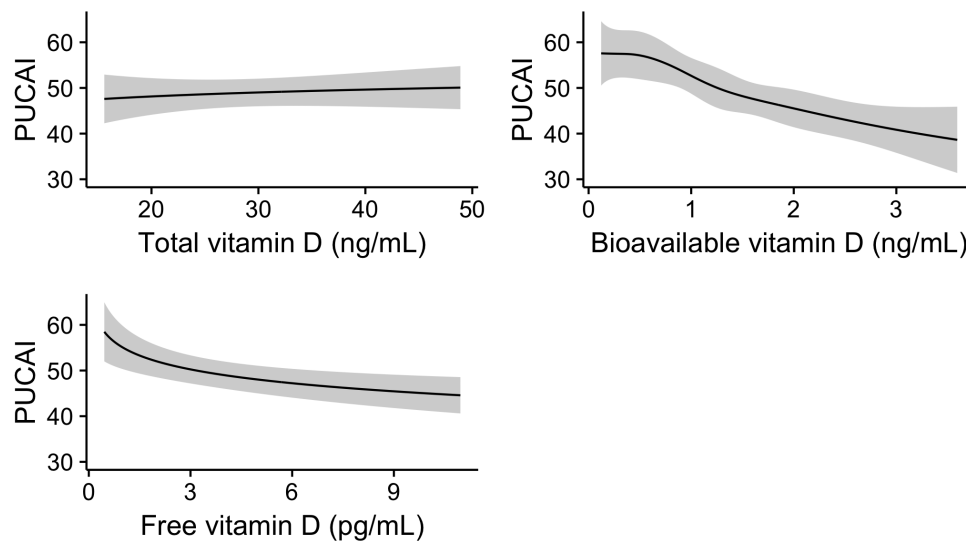 PUCAI
60
50
40
30
20 30 40 50
Total vitamin D (ng/mL)
PUCAI
60
50
40
30
0 1 2 3
Bioavailable vitamin D (ng/mL)
PUCAI
60
50
40
30
0 3 6 9
Free vitamin D (pg/mL)